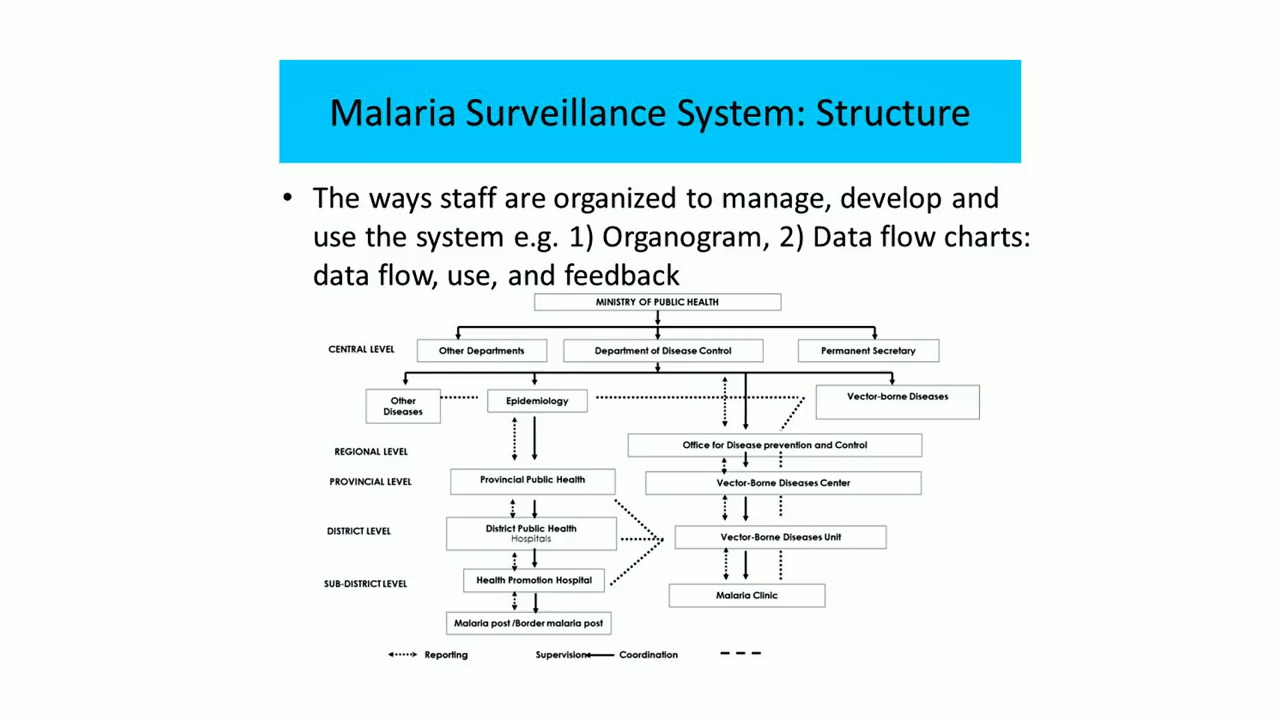 Malaria Surveillance System: Structure
• The ways staff are organized to manage, develop and
use the system e.g. 1) Organogram, 2) Data flow charts:
data flow, use, and feedback
MINISTRY OF PUBLIC HEALTH
CENTRAL LEVEL
Other Departments
Department of Disease Control
Permanent Secretary
Other
Diseases
Epidemiology
Vector-borne Diseases
REGIONAL LEVEL
Office for Disease prevention and Control
PROVINCIAL LEVEL
Provincial Public Health
Vector-Borne Diseases Center
DISTRICT LEVEL
District Public Health
Hospitals
Vector-Borne Diseases Unit
SUB-DISTRICT LEVEL
Health Promotion Hospital
Malaria Clinic
Malaria post /Border malaria post
Reporting
Supervision
Coordination